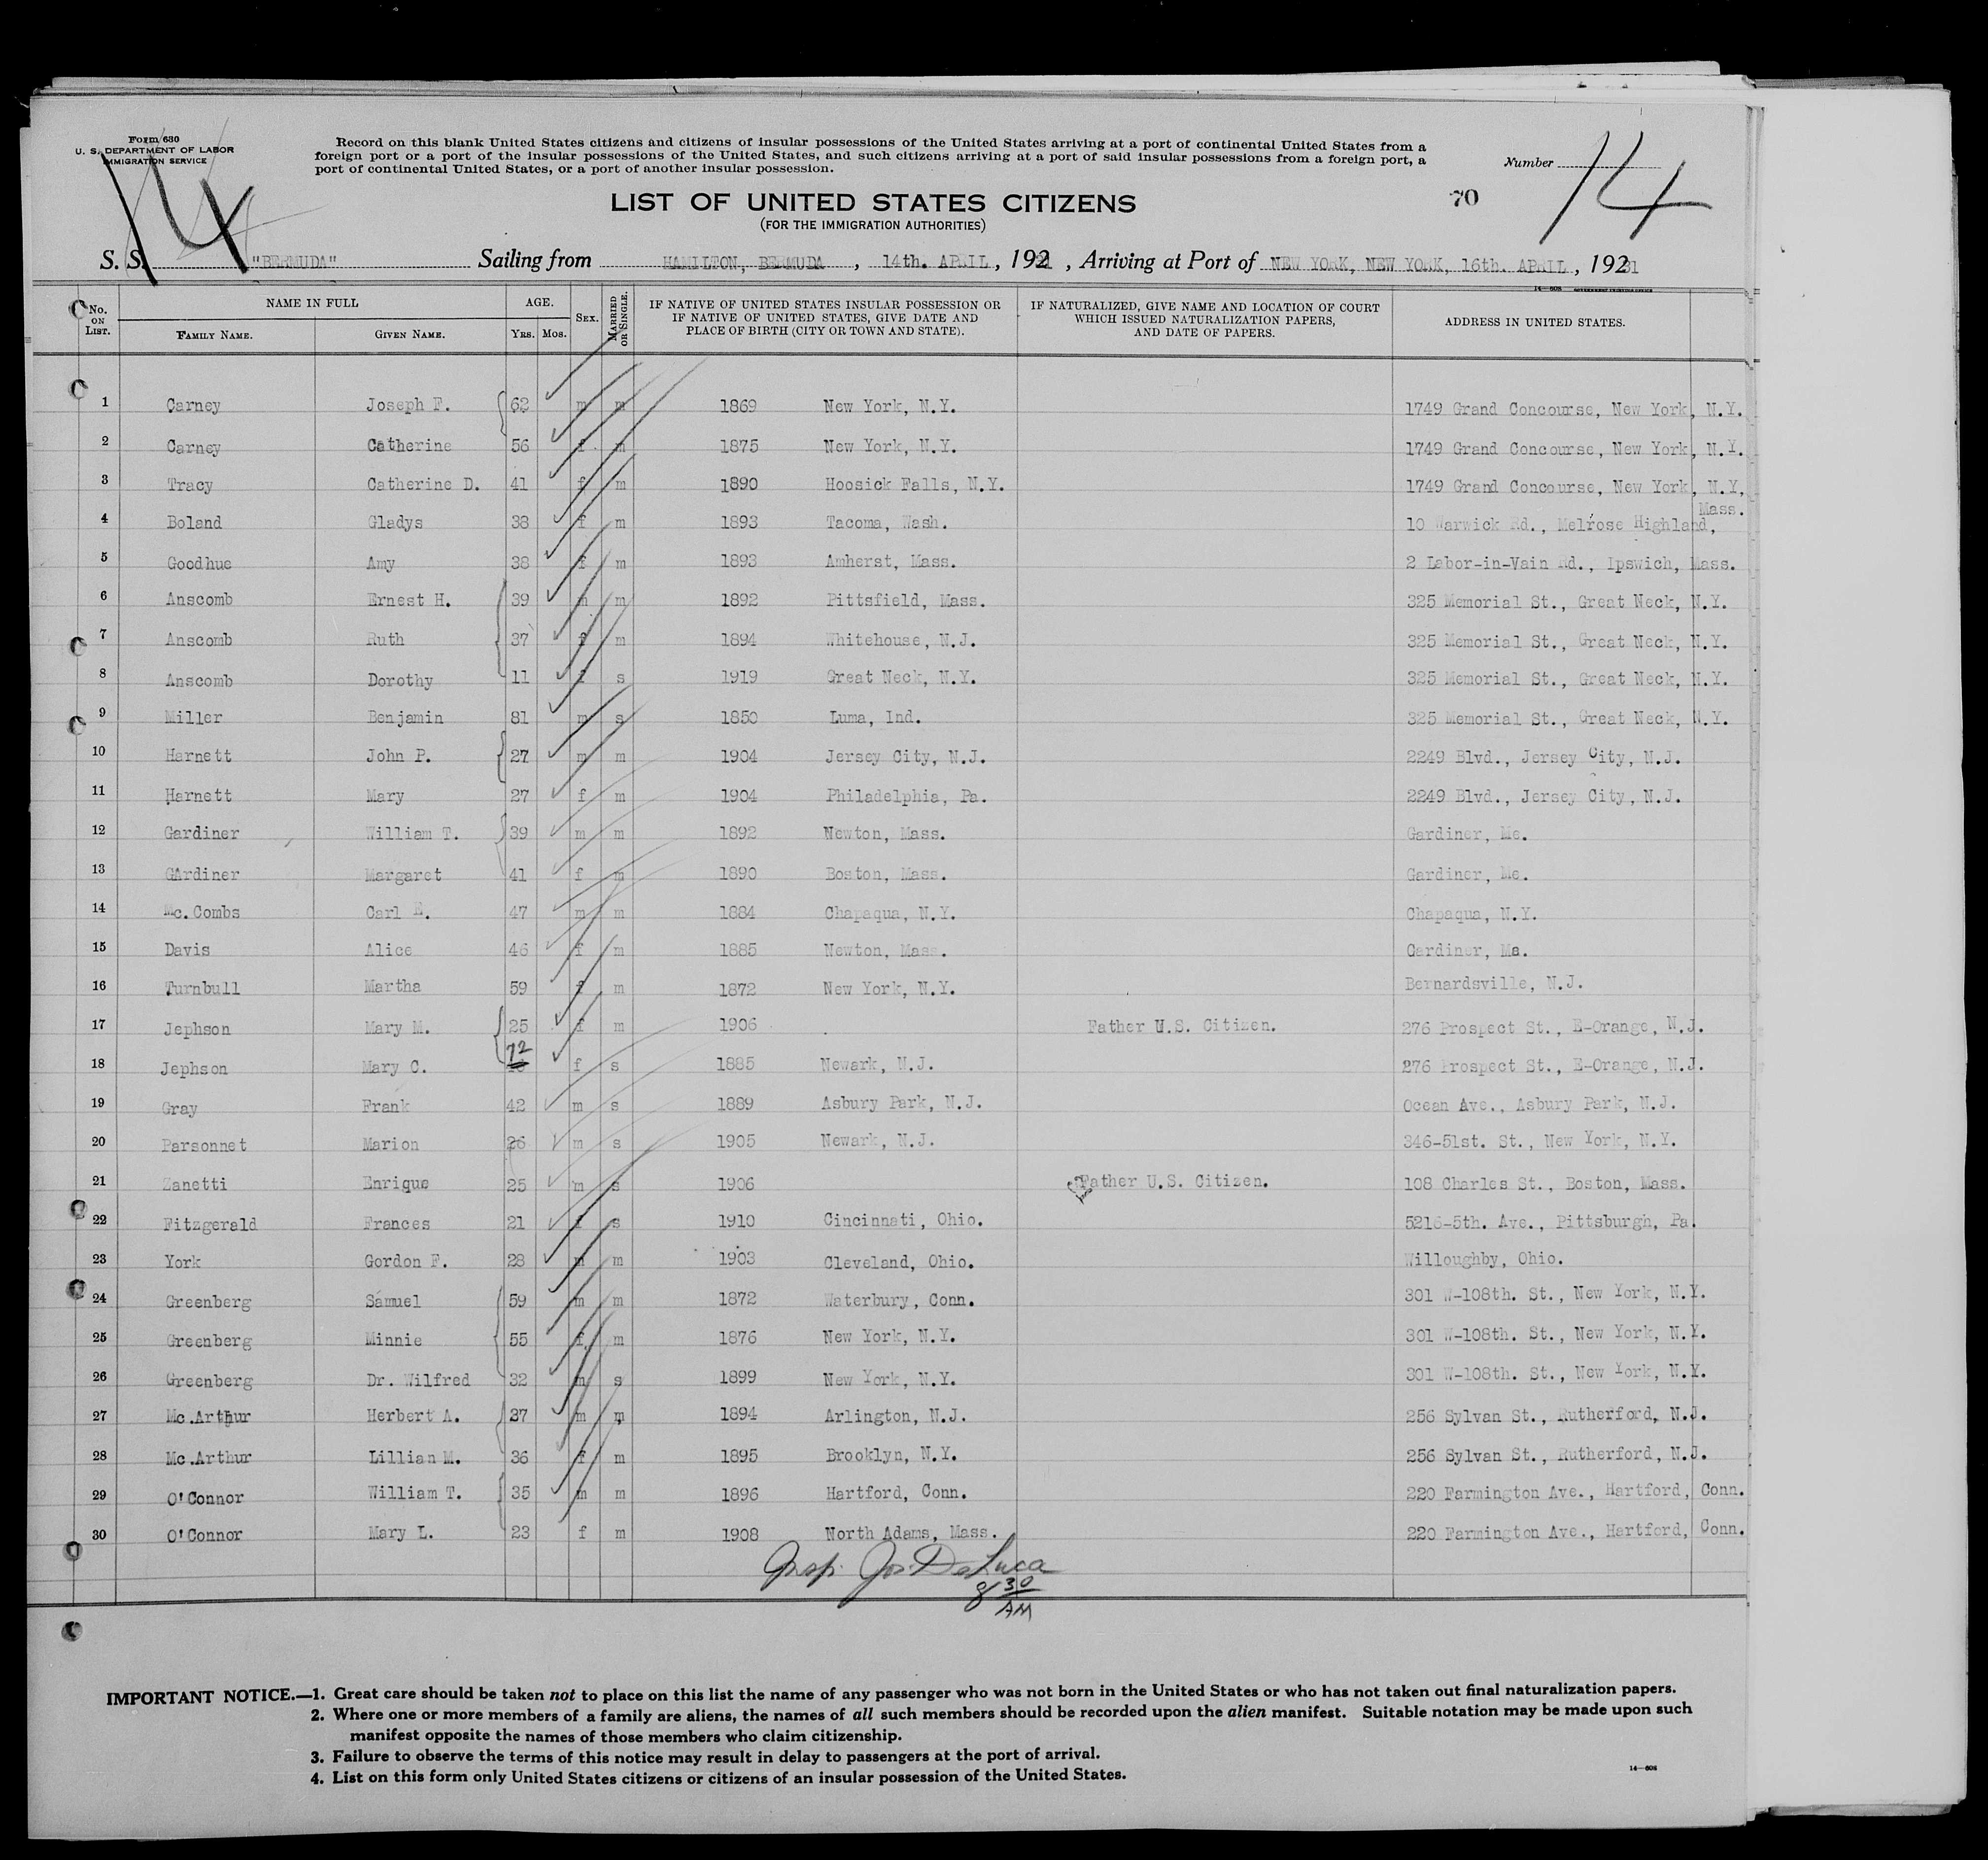 Form 630
U. S. DEPARTMENT OF LABOR
IMMIGRATION SERVICE
14
Record on this blank United States citizens and citizens of insular possessions of the United States arriving at a port of continental United States from a
foreign port or a port of the insular possessions of the United States, and such citizens arriving at a port of said insular possessions from a foreign port, a
port of continental United States, or a port of another insular possession.
Number 14
LIST OF UNITED STATES CITIZENS
70
(FOR THE IMMIGRATION AUTHORITIES)
S. S. "BERMUDA" Sailing from HAMILTON, BERMUDA, 14th. APRIL, 1931, Arriving at Port of NEW YORK, NEW YORK, 16th. APRIL, 19231
14—608
No. ON LIST. NAME IN FULL FAMILY NAME. GIVEN NAME. AGE. YRS. MOS. SEX. MARRIED OR SINGLE. IF NATIVE OF UNITED STATES INSULAR POSSESSION OR IF NATIVE OF UNITED STATES, GIVE DATE AND PLACE OF BIRTH (CITY OR TOWN AND STATE). IF NATURALIZED, GIVE NAME AND LOCATION OF COURT WHICH ISSUED NATURALIZATION PAPERS, AND DATE OF PAPERS. ADDRESS IN UNITED STATES.
1 Carney Joseph F. 62 m m 1869 New York, N.Y. 1749 Grand Concourse, New York, N.Y.
2 Carney Catherine 56 f m 1875 New York, N.Y. 1749 Grand Concourse, New York, N.Y.
3 Tracy Catherine D. 41 f m 1890 Hoosick Falls, N.Y. 1749 Grand Concourse, New York, N.Y,
4 Boland Gladys 38 f m 1893 Tacoma, Wash. 10 Warwick Rd., Melrose Highland, Mass.
5 Goodhue Amy 38 f m 1893 Amherst, Mass. 2 Labor-in-Vain Rd., Ipswich, Mass.
6 Anscomb Ernest H. 39 m m 1892 Pittsfield, Mass. 325 Memorial St., Great Neck, N.Y.
7 Anscomb Ruth 37 f m 1894 Whitehouse, N.J. 325 Memorial St., Great Neck, N.Y.
8 Anscomb Dorothy 11 f s 1919 Great Neck, N.Y. 325 Memorial St., Great Neck, N.Y.
9 Miller Benjamin 81 m s 1850 Luma, Ind. 325 Memorial St., Great Neck, N.Y.
10 Harnett John P. 27 m m 1904 Jersey City, N.J. 2249 Blvd., Jersey City, N.J.
11 Harnett Mary 27 f m 1904 Philadelphia, Pa. 2249 Blvd., Jersey City, N.J.
12 Gardiner William T. 39 m m 1892 Newton, Mass. Gardiner, Me.
13 GArdiner Margaret 41 f m 1890 Boston, Mass. Gardiner, Me.
14 Mc.Combs Carl E. 47 m m 1884 Chapaqua, N.Y. Chapaqua, N.Y.
15 Davis Alice 46 f m 1885 Newton, Mass. Gardiner, Ma.
16 Turnbull Martha 59 f m 1872 New York, N.Y. Bernardsville, N.J.
17 Jephson Mary M. 25 f m 1906 Father U.S. Citizen. 276 Prospect St., E-Orange, N.J.
18 Jephson Mary C. 72 f s 1885 Newark, N.J. 276 Prospect St., E-Orange, N.J.
19 Gray Frank 42 m s 1889 Asbury Park, N.J. Ocean Ave., Asbury Park, N.J.
20 Parsonnet Marion 26 m s 1905 Newark, N.J. 346-51st. St., New York, N.Y.
21 Zanetti Enrique 25 m s 1906 Father U.S. Citizen. 108 Charles St., Boston, Mass.
22 Fitzgerald Frances 21 f s 1910 Cincinnati, Ohio. 5216-5th. Ave., Pittsburgh, Pa.
23 York Gordon F. 28 m m 1903 Cleveland, Ohio. Willoughby, Ohio.
24 Greenberg Samuel 59 m m 1872 Waterbury, Conn. 301 W-108th. St., New York, N.Y.
25 Greenberg Minnie 55 f m 1876 New York, N.Y. 301 W-108th. St., New York, N.Y.
26 Greenberg Dr. Wilfred 32 m s 1899 New York, N.Y. 301 W-108th. St., New York, N.Y.
27 Mc.Arthur Herbert A. 37 m m 1894 Arlington, N.J. 256 Sylvan St., Rutherford, N.J.
28 Mc.Arthur Lillian M. 36 f m 1895 Brooklyn, N.Y. 256 Sylvan St., Rutherford, N.J.
29 O'Connor William T. 35 m m 1896 Hartford, Conn. 220 Farmington Ave., Hartford, Conn.
30 O'Connor Mary L. 23 f m 1908 North Adams, Mass. 220 Farmington Ave., Hartford, Conn.
Insp. Jos. DeLuca
8 30 AM
IMPORTANT NOTICE.—1. Great care should be taken not to place on this list the name of any passenger who was not born in the United States or who has not taken out final naturalization papers.
2. Where one or more members of a family are aliens, the names of all such members should be recorded upon the alien manifest. Suitable notation may be made upon such
manifest opposite the names of those members who claim citizenship.
3. Failure to observe the terms of this notice may result in delay to passengers at the port of arrival.
4. List on this form only United States citizens or citizens of an insular possession of the United States.
14—608